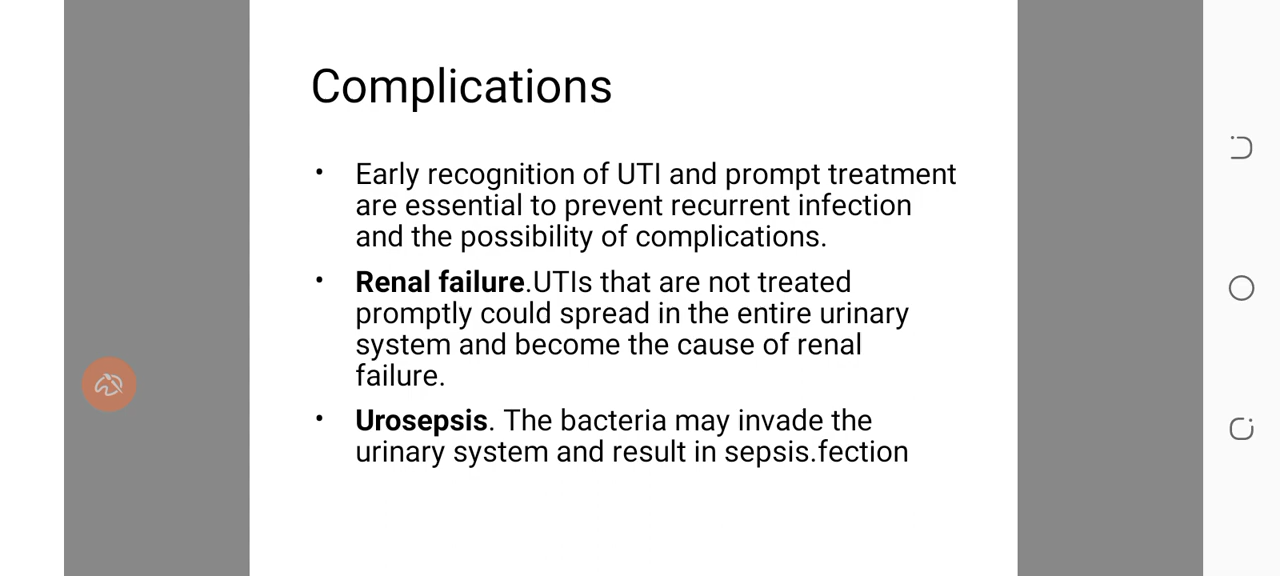 Complications
• Early recognition of UTI and prompt treatment
are essential to prevent recurrent infection
and the possibility of complications.
• Renal failure.UTIs that are not treated
promptly could spread in the entire urinary
system and become the cause of renal
failure.
• Urosepsis. The bacteria may invade the
urinary system and result in sepsis.fection